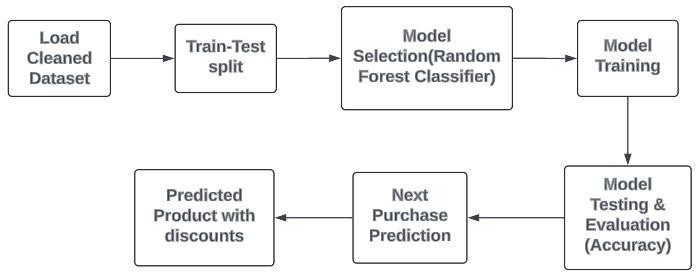 Load
Cleaned
Dataset
Train-Test
split
Model
Selection(Random
Forest Classifier)
Model
Training
Model
Testing &
Evaluation
(Accuracy)
Next
Purchase
Prediction
Predicted
Product with
discounts